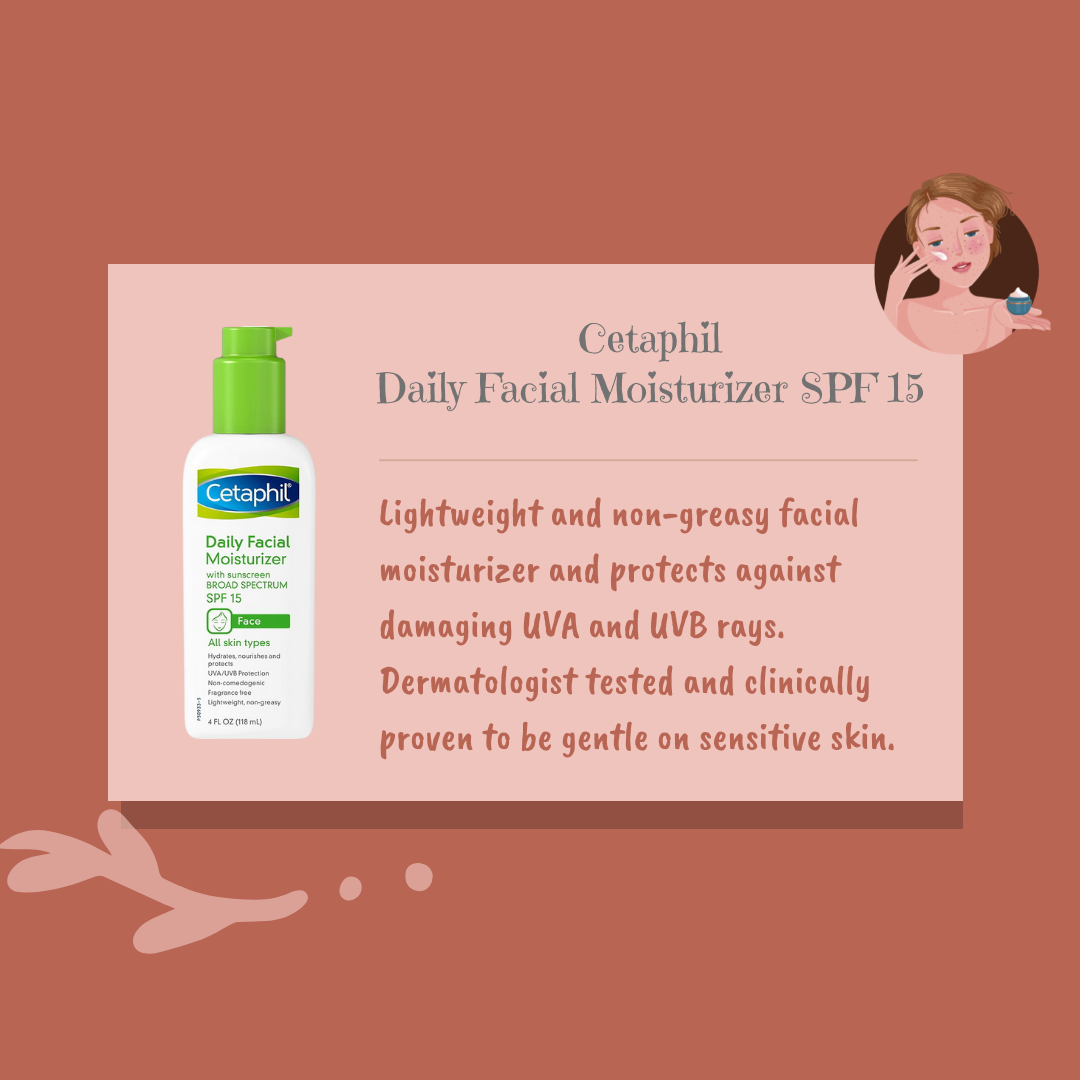 Cetaphil
Daily Facial Moisturizer SPF 15
Lightweight and non-greasy facial
moisturizer and protects against
damaging UVA and UVB rays.
Dermatologist tested and clinically
proven to be gentle on sensitive skin.
Cetaphil®
Daily Facial
Moisturizer
with sunscreen
BROAD SPECTRUM
SPF 15
Face
All skin types
Hydrates, nourishes and
protects
UVA/UVB Protection
Non-comedogenic
Fragrance free
Lightweight, non-greasy
4 FL OZ (118 mL)